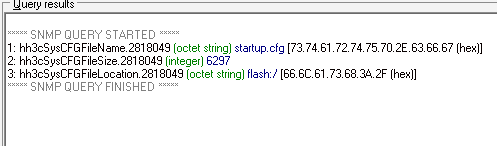 Query results
***** SNMP QUERY STARTED *****
1: hh3cSysCFGFileName.2818049 (octet string) startup.cfg [73.74.61.72.74.75.70.2E.63.66.67 (hex)]
2: hh3cSysCFGFileSize.2818049 (integer) 6297
3: hh3cSysCFGFileLocation.2818049 (octet string) flash:/ [66.6C.61.73.68.3A.2F (hex)]
***** SNMP QUERY FINISHED *****